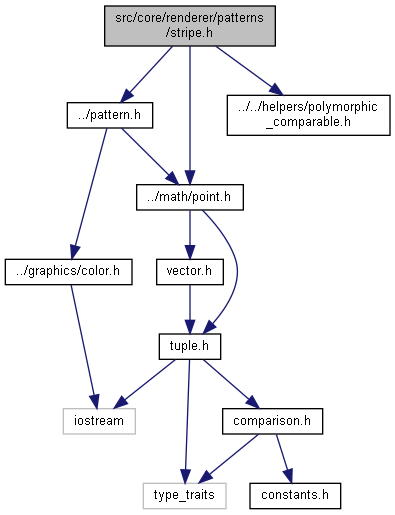 src/core/renderer/patterns
/stripe.h
../pattern.h
../../helpers/polymorphic
_comparable.h
../math/point.h
../graphics/color.h
vector.h
tuple.h
iostream
comparison.h
type_traits
constants.h